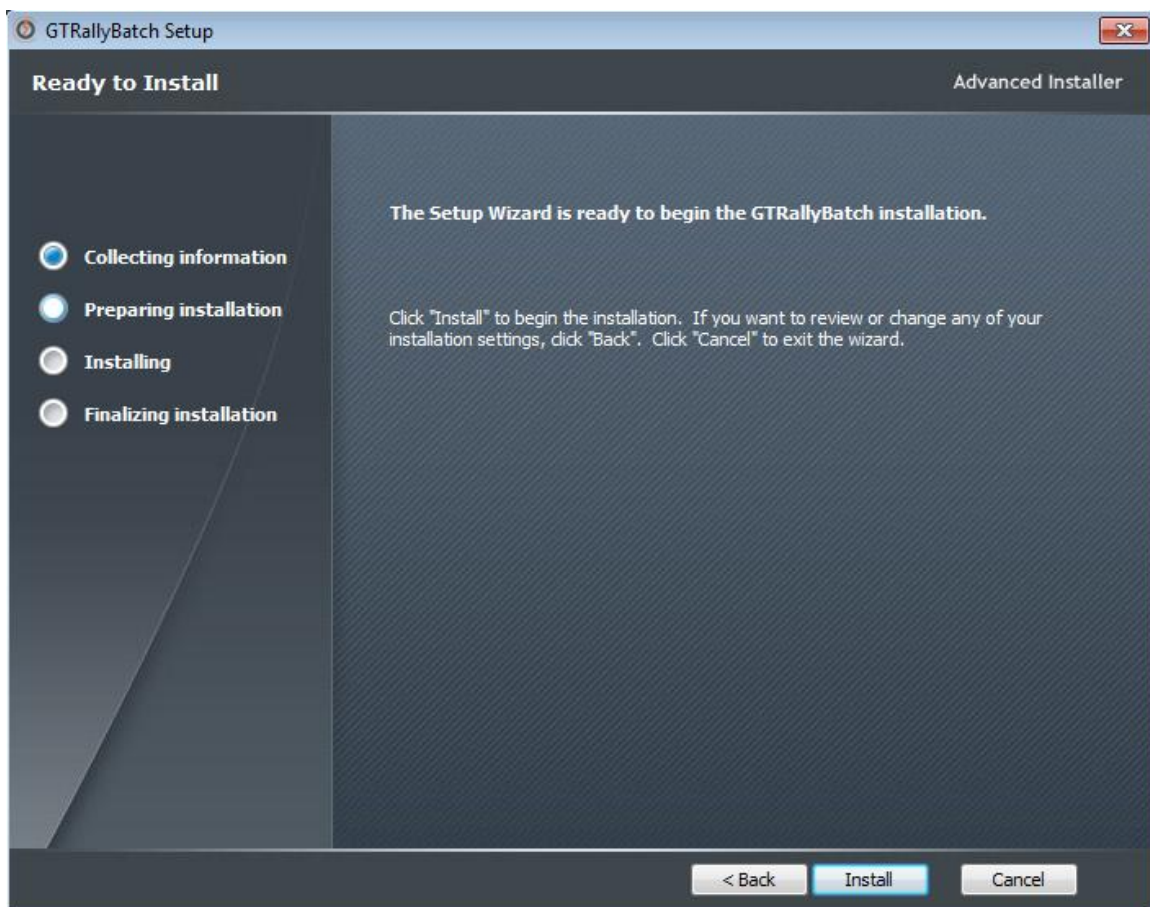 GTRallyBatch Setup
Ready to Install
Advanced Installer
The Setup Wizard is ready to begin the GTRallyBatch installation.
Collecting information
Preparing installation
Installing
Finalizing installation
Click "Install" to begin the installation. If you want to review or change any of your
installation settings, click "Back". Click "Cancel" to exit the wizard.
< Back
Install
Cancel